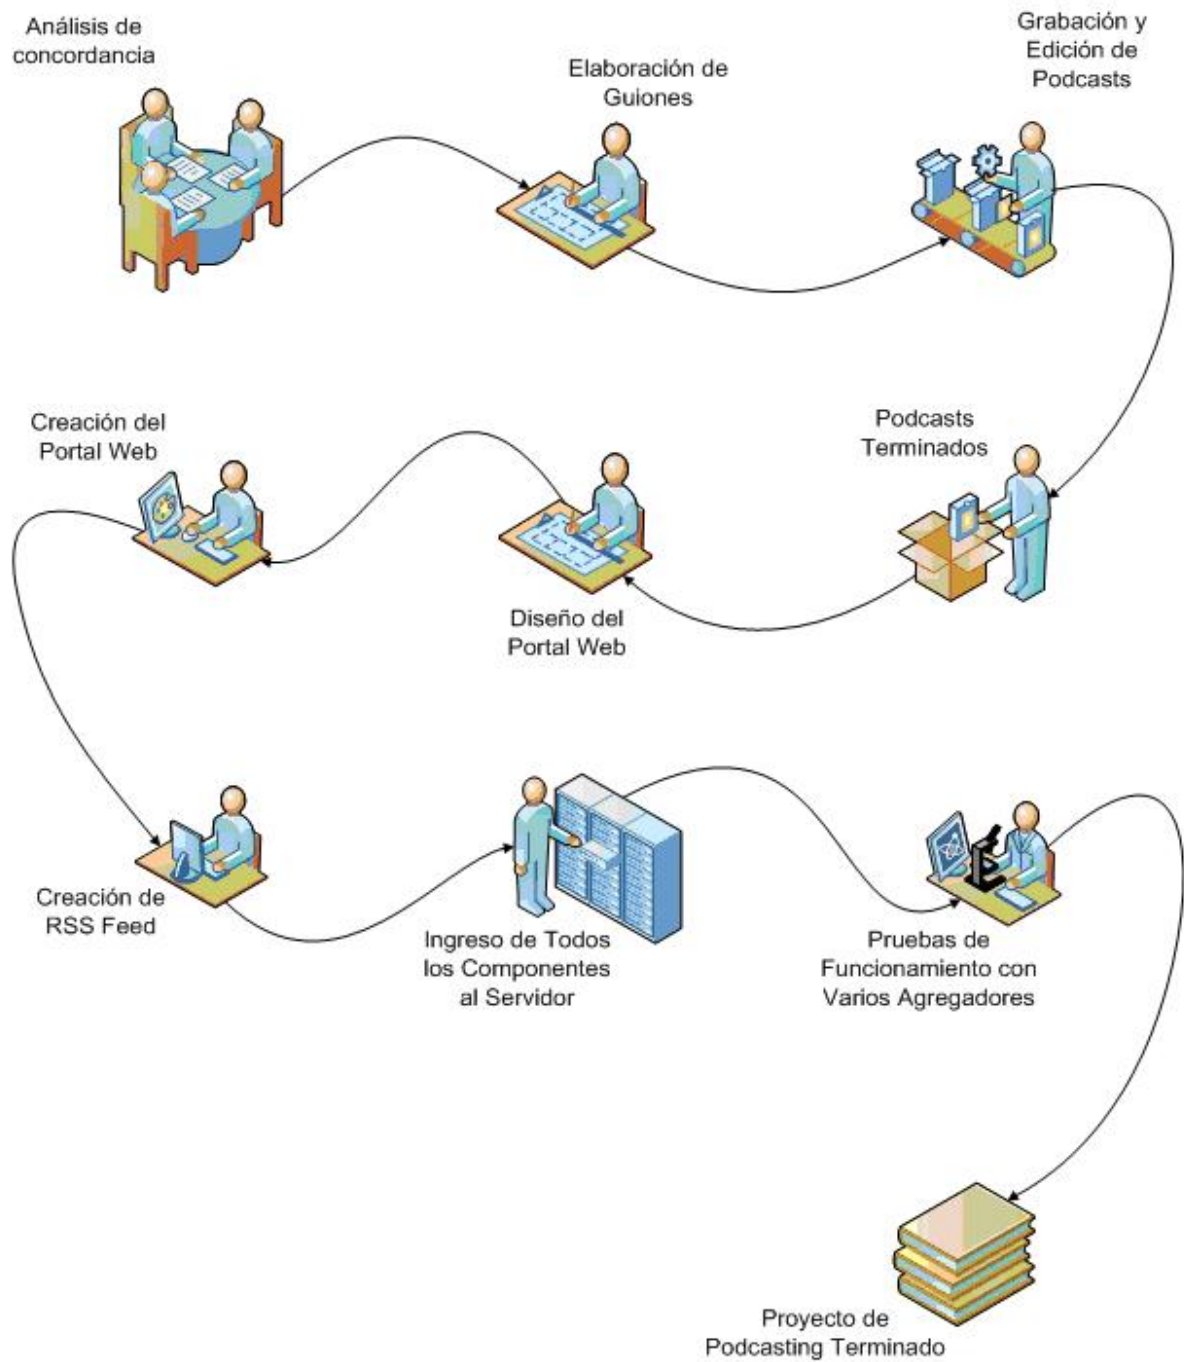 Análisis de
concordancia
Elaboración de
Guiones
Grabación y
Edición de
Podcasts
Podcasts
Terminados
Diseño del
Portal Web
Creación del
Portal Web
Creación de
RSS Feed
Ingreso de Todos
los Componentes
al Servidor
Pruebas de
Funcionamiento con
Varios Agregadores
Proyecto de
Podcasting Terminado